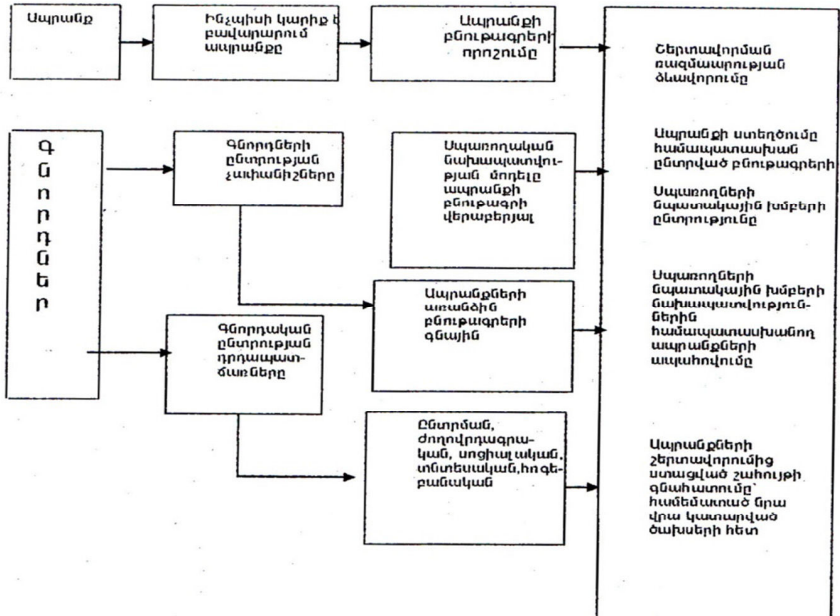 Ապրանք
Ինչպիսի կարիք է
բավարարում
ապրանքը
Ապրանքի
բնութագրերի
որոշումը
Շերտավորման
ռազմաարության
ձևավորումը
Գ
ն
ո
ր
դ
ն
ե
ր
Գնորդների
ընտրության
չափանիշները
Սպառողական
նախապատվու-
թյան մոդելը
ապրանքի
բնութագրի
վերաբերյալ
Ապրանքի ստեղծումը
համապատասխան
ընտրված բնութագրերի
Սպառողների
նպատակային խմբերի
ընտրությունը
Գնորդական
ընտրության
դրդապատ-
ճառները
Ապրանքների
առանձին
բնութագրերի
գնային
Սպառողների
նպատակային խմբերի
նախապատվություն-
ներին
համապատասխանող
ապրանքների
ապահովումը
Ընտրման,
ժողովրդագրա-
կան, սոցիալական,
տնտեսական,հոգե-
բանական
Ապրանքների
շերտավորումից
ստացված շահույթի
գնահատումը՝
համեմատած նրա
վրա կատարված
ծախսերի հետ